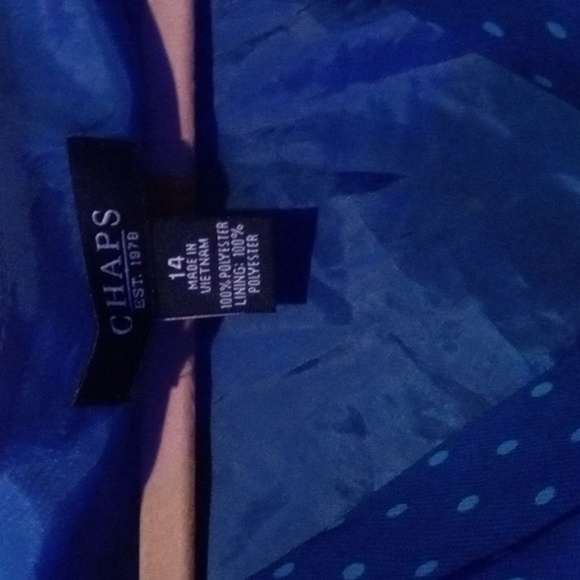 CHAPS
EST. 1978
14
MADE IN
VIETNAM
100% POLYESTER
LINING: 100%
POLYESTER